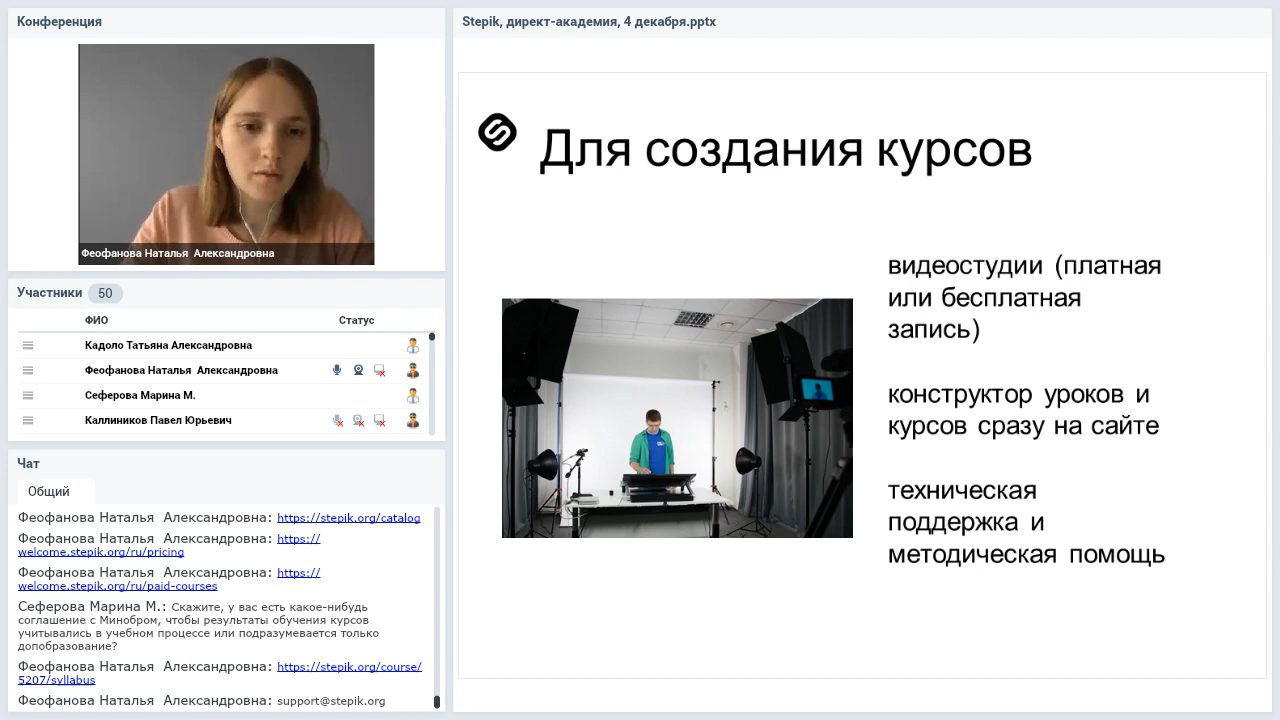 Конференция
Феофанова Наталья  Александровна
Участники 50
ФИО Статус
Кадоло Татьяна Александровна
Феофанова Наталья  Александровна
Сеферова Марина М.
Каллиников Павел Юрьевич
Чат
Общий
Феофанова Наталья  Александровна: https://stepik.org/catalog
Феофанова Наталья  Александровна: https://
welcome.stepik.org/ru/pricing
Феофанова Наталья  Александровна: https://
welcome.stepik.org/ru/paid-courses
Сеферова Марина М.: Скажите, у вас есть какое-нибудь
соглашение с Минобром, чтобы результаты обучения курсов
учитывались в учебном процессе или подразумевается только
допобразование?
Феофанова Наталья  Александровна: https://stepik.org/course/
5207/syllabus
Феофанова Наталья  Александровна: support@stepik.org
Stepik, директ-академия, 4 декабря.pptx
Для создания курсов
видеостудии (платная
или бесплатная
запись)
конструктор уроков и
курсов сразу на сайте
техническая
поддержка и
методическая помощь